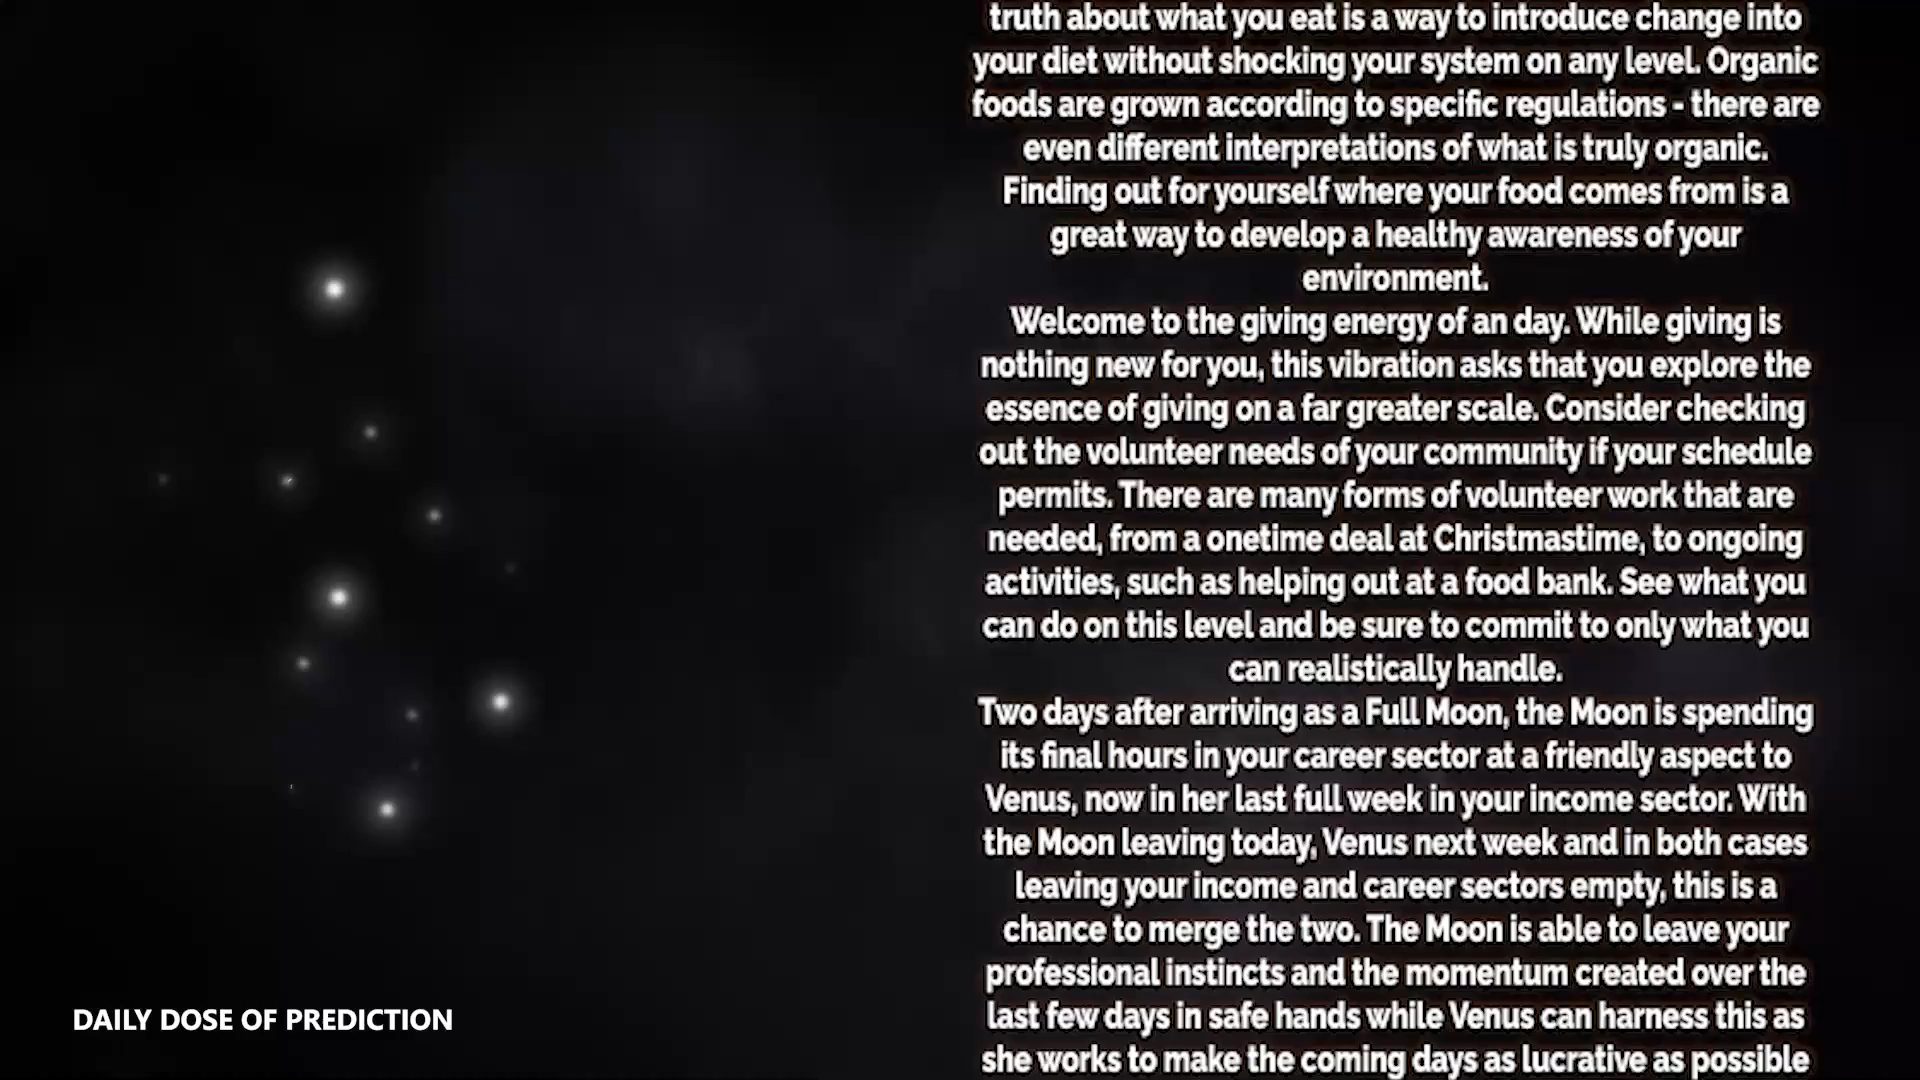 truth about what you eat is a way to introduce change into
your diet without shocking your system on any level. Organic
foods are grown according to specific regulations - there are
even different interpretations of what is truly organic.
Finding out for yourself where your food comes from is a
great way to develop a healthy awareness of your
environment.
Welcome to the giving energy of an day. While giving is
nothing new for you, this vibration asks that you explore the
essence of giving on a far greater scale. Consider checking
out the volunteer needs of your community if your schedule
permits. There are many forms of volunteer work that are
needed, from a onetime deal at Christmastime, to ongoing
activities, such as helping out at a food bank. See what you
can do on this level and be sure to commit to only what you
can realistically handle.
Two days after arriving as a Full Moon, the Moon is spending
its final hours in your career sector at a friendly aspect to
Venus, now in her last full week in your income sector. With
the Moon leaving today, Venus next week and in both cases
leaving your income and career sectors empty, this is a
chance to merge the two. The Moon is able to leave your
professional instincts and the momentum created over the
last few days in safe hands while Venus can harness this as
she works to make the coming days as lucrative as possible
DAILY DOSE OF PREDICTION